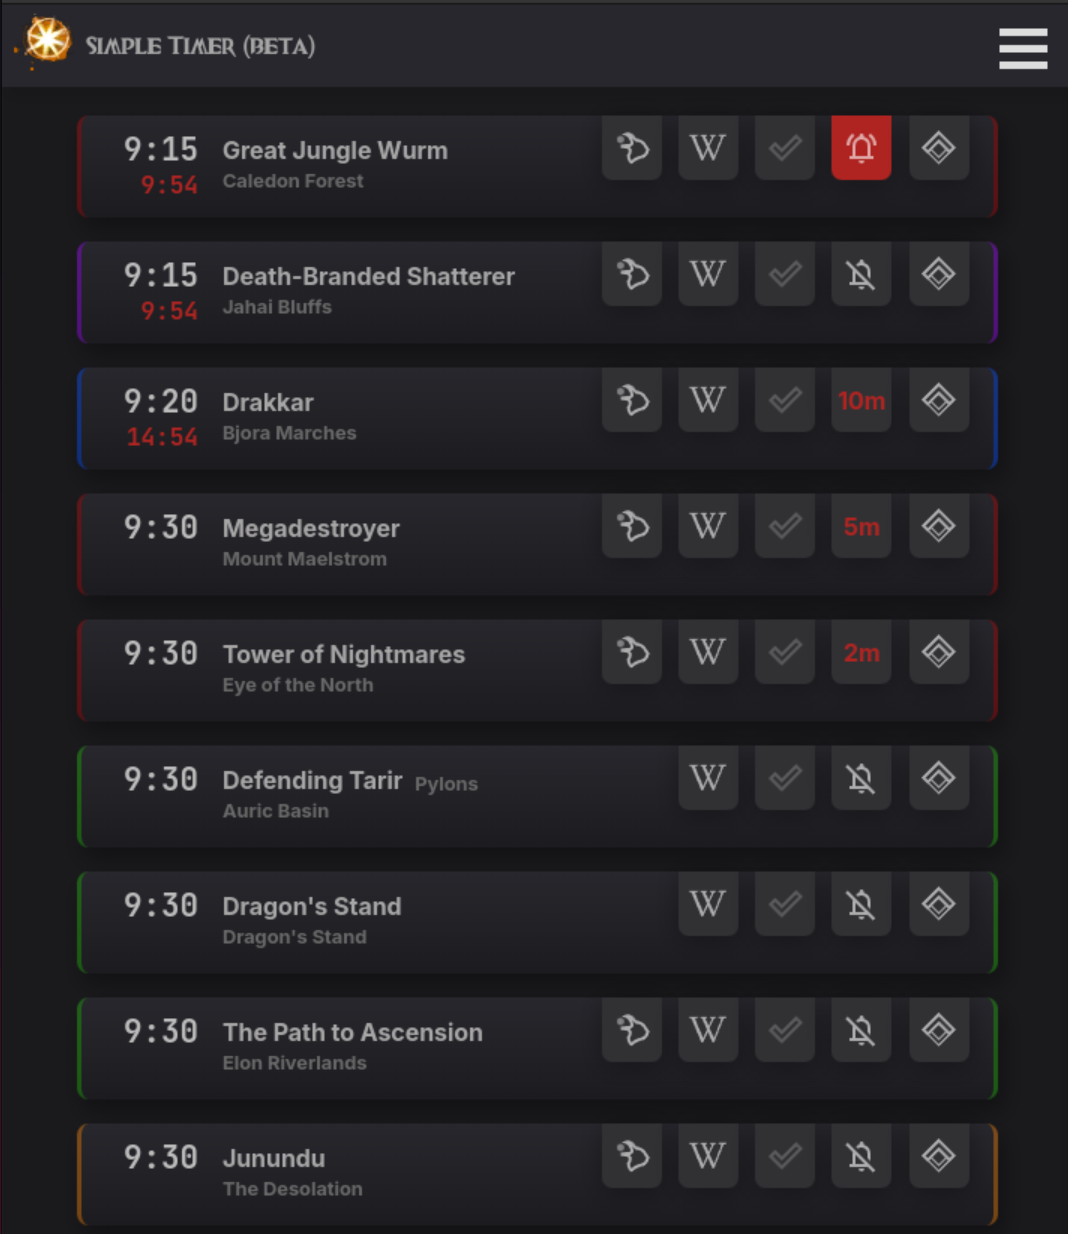 SIMPLE TIMER (BETA)
9:15 Great Jungle Wurm W
9:54 Caledon Forest
9:15 Death-Branded Shatterer W
9:54 Jahai Bluffs
9:20 Drakkar W 10m
14:54 Bjora Marches
9:30 Megadestroyer W 5m
Mount Maelstrom
9:30 Tower of Nightmares W 2m
Eye of the North
9:30 Defending Tarir Pylons W
Auric Basin
9:30 Dragon's Stand W
Dragon's Stand
9:30 The Path to Ascension W
Elon Riverlands
9:30 Junundu W
The Desolation